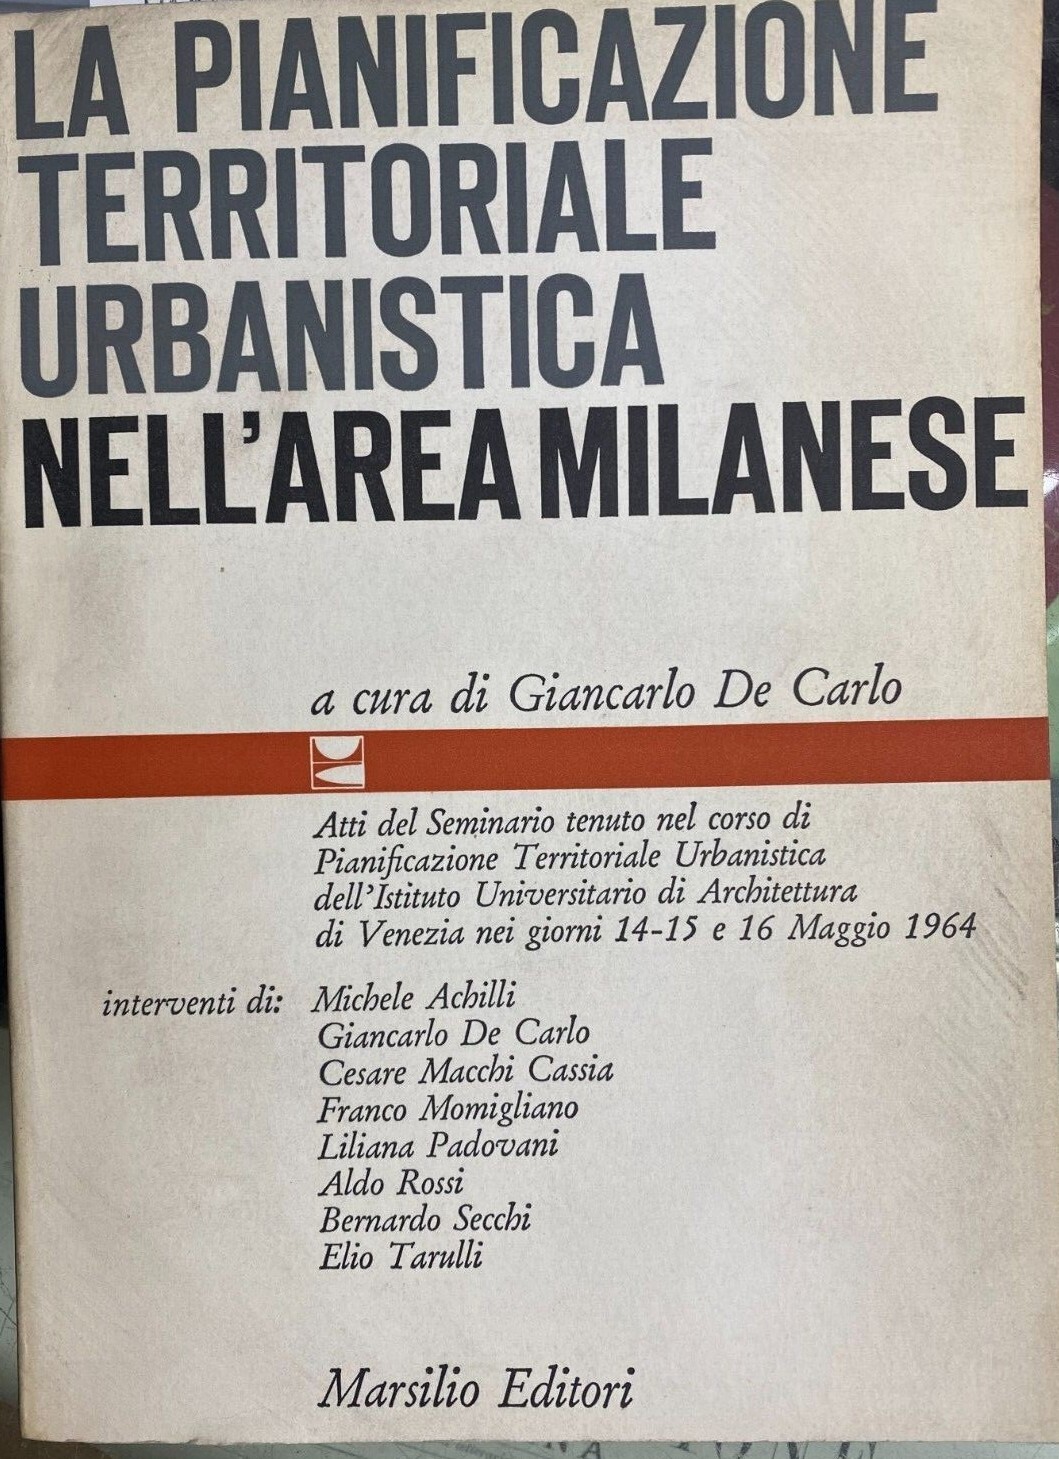 LA PIANIFICAZIONE
TERRITORIALE
URBANISTICA
NELL'AREA MILANESE
a cura di Giancarlo De Carlo
Atti del Seminario tenuto nel corso di
Pianificazione Territoriale Urbanistica
dell'Istituto Universitario di Architettura
di Venezia nei giorni 14-15 e 16 Maggio 1964
interventi di: Michele Achilli
Giancarlo De Carlo
Cesare Macchi Cassia
Franco Momigliano
Liliana Padovani
Aldo Rossi
Bernardo Secchi
Elio Tarulli
Marsilio Editori